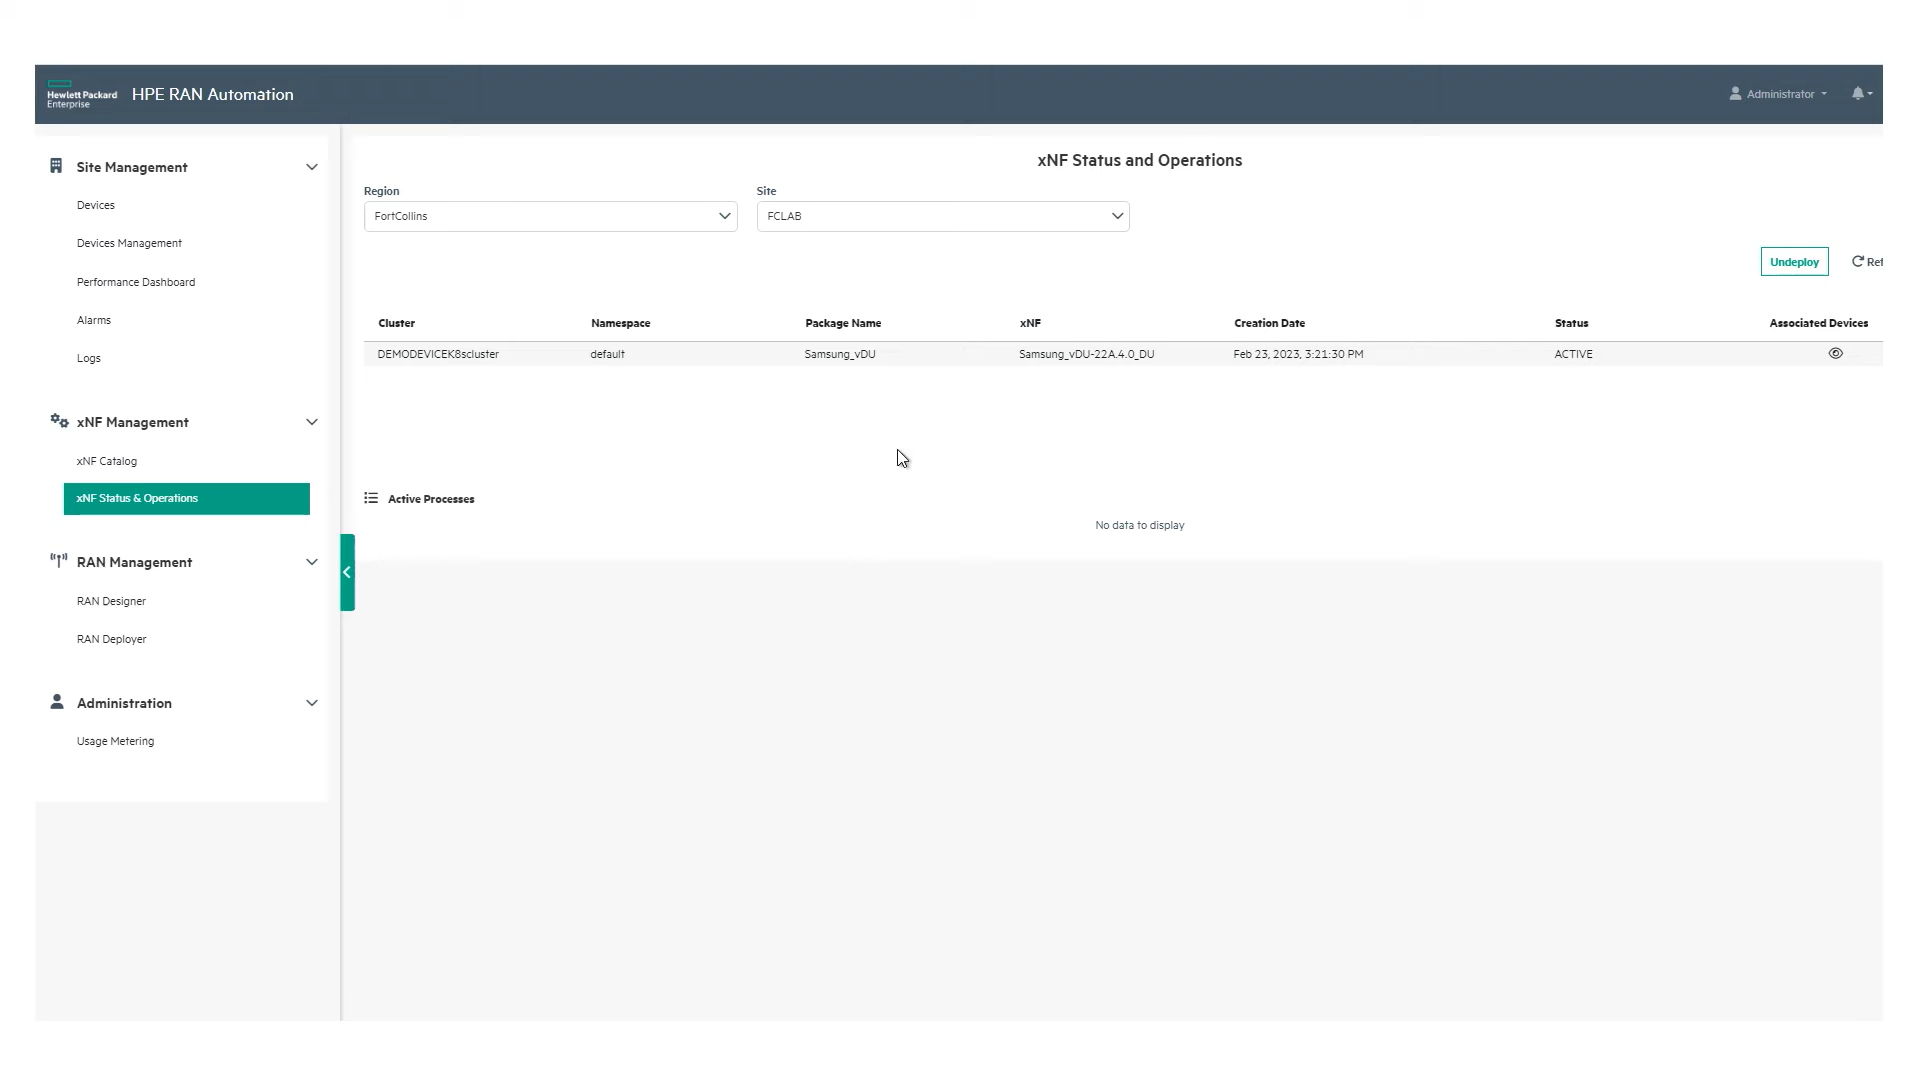 Hewlett Packard
Enterprise
HPE RAN Automation
Administrator
Site Management
Devices
Devices Management
Performance Dashboard
Alarms
Logs
xNF Management
xNF Catalog
xNF Status & Operations
RAN Management
RAN Designer
RAN Deployer
Administration
Usage Metering
xNF Status and Operations
Region
Site
FortCollins
FCLAB
Undeploy
Ref
Cluster Namespace Package Name xNF Creation Date Status Associated Devices
DEMODEVICEK8scluster default Samsung_vDU Samsung_vDU-22A.4.0_DU Feb 23, 2023, 3:21:30 PM ACTIVE
Active Processes
No data to display